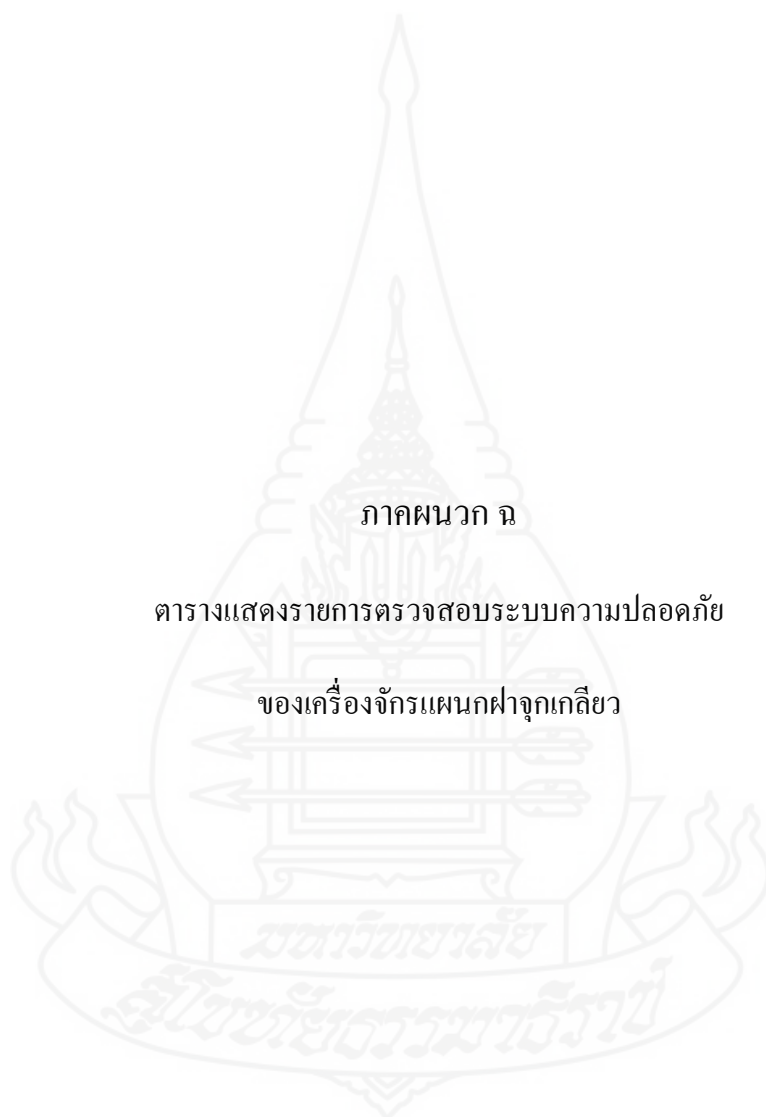 ภาคผนวก ฉ
ตารางแสดงรายการตรวจสอบระบบความปลอดภัย
ของเครื่องจักรแผนกฝาจุกเกลียว
มหาวิทยาลัย
สุโขทัยธรรมาธิราช